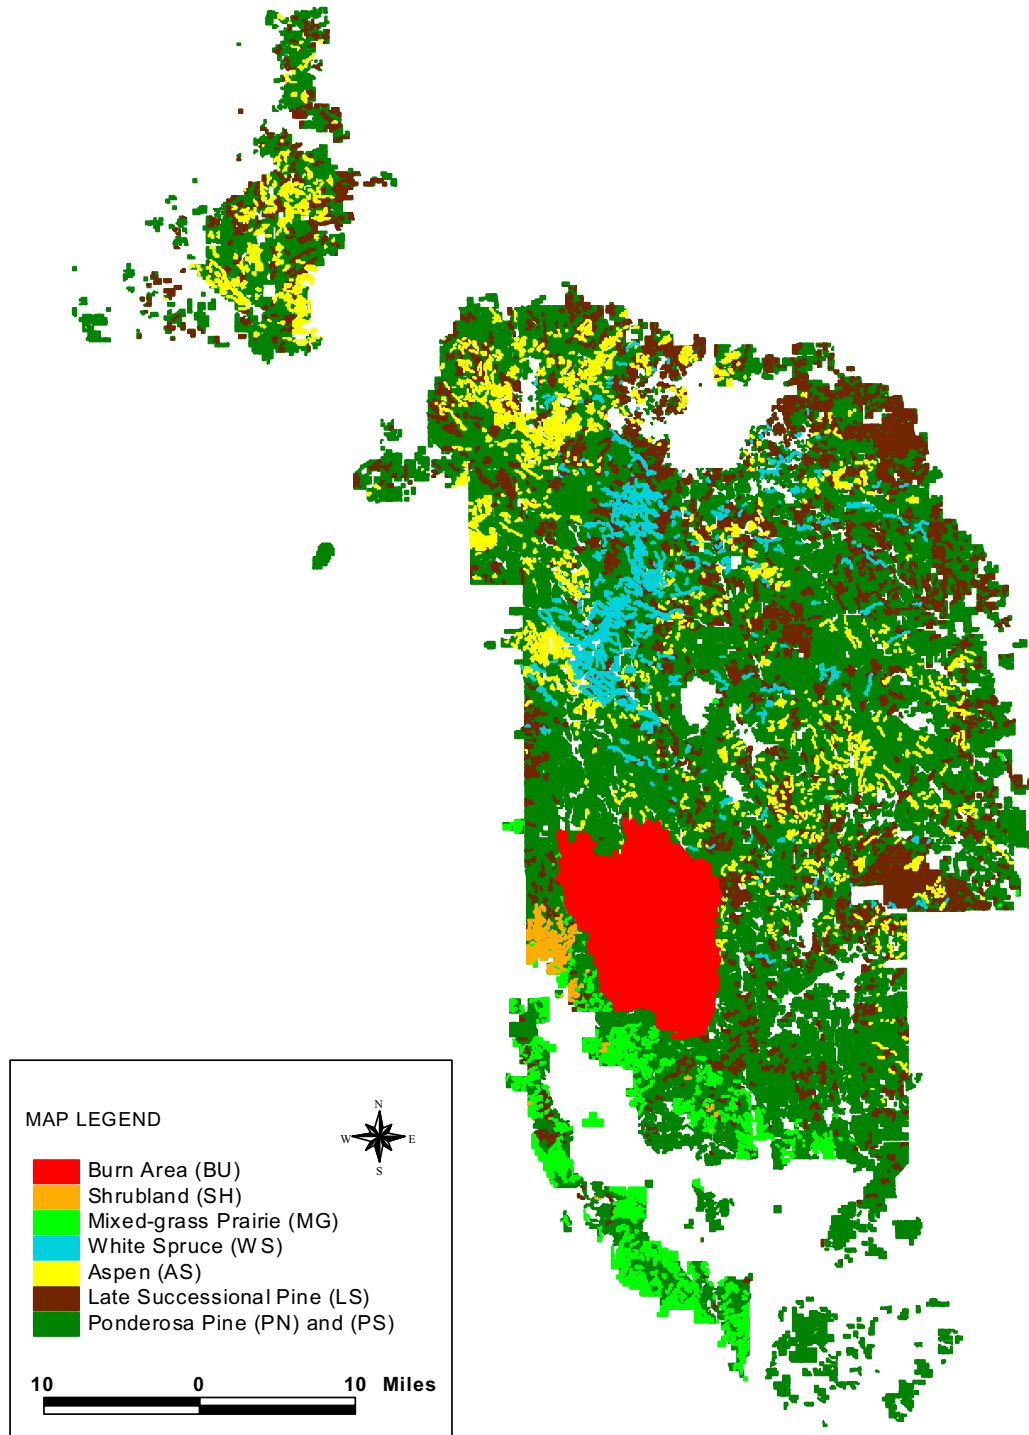 MAP LEGEND
N
W E
S
Burn Area (BU)
Shrubland (SH)
Mixed-grass Prairie (MG)
White Spruce (WS)
Aspen (AS)
Late Successional Pine (LS)
Ponderosa Pine (PN) and (PS)
10 0 10 Miles